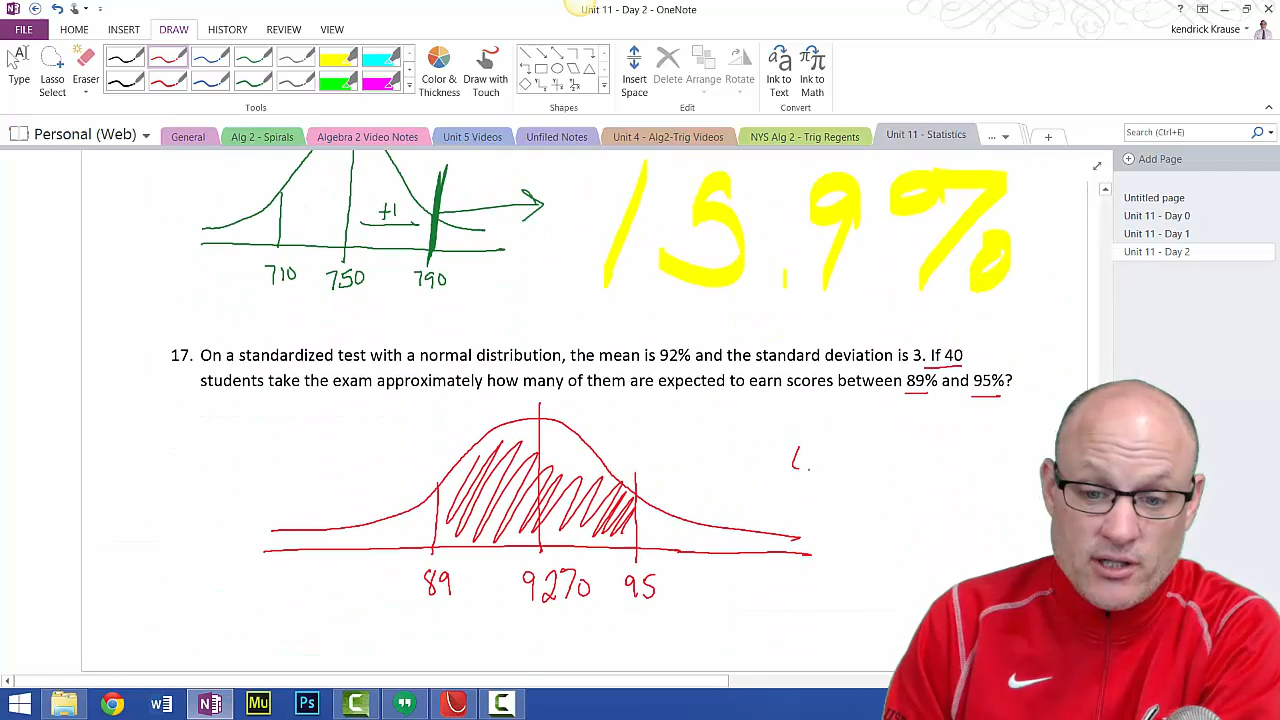 Unit 11 - Day 2 - OneNote
FILE HOME INSERT DRAW HISTORY REVIEW VIEW
kendrick Krause
Type
Lasso Select
Eraser
Color & Thickness
Draw with Touch
Insert Space
Delete
Arrange
Rotate
Ink to Text
Ink to Math
Tools
Shapes
Edit
Convert
Personal (Web)
General
Alg 2 - Spirals
Algebra 2 Video Notes
Unit 5 Videos
Unfiled Notes
Unit 4 - Alg2-Trig Videos
NYS Alg 2 - Trig Regents
Unit 11 - Statistics
...
Search (Ctrl+E)
Add Page
Untitled page
Unit 11 - Day 0
Unit 11 - Day 1
Unit 11 - Day 2
+1
710 750 790
15.9%
17. On a standardized test with a normal distribution, the mean is 92% and the standard deviation is 3. If 40
students take the exam approximately how many of them are expected to earn scores between 89% and 95%?
89 92% 95
W
Mu
Ps